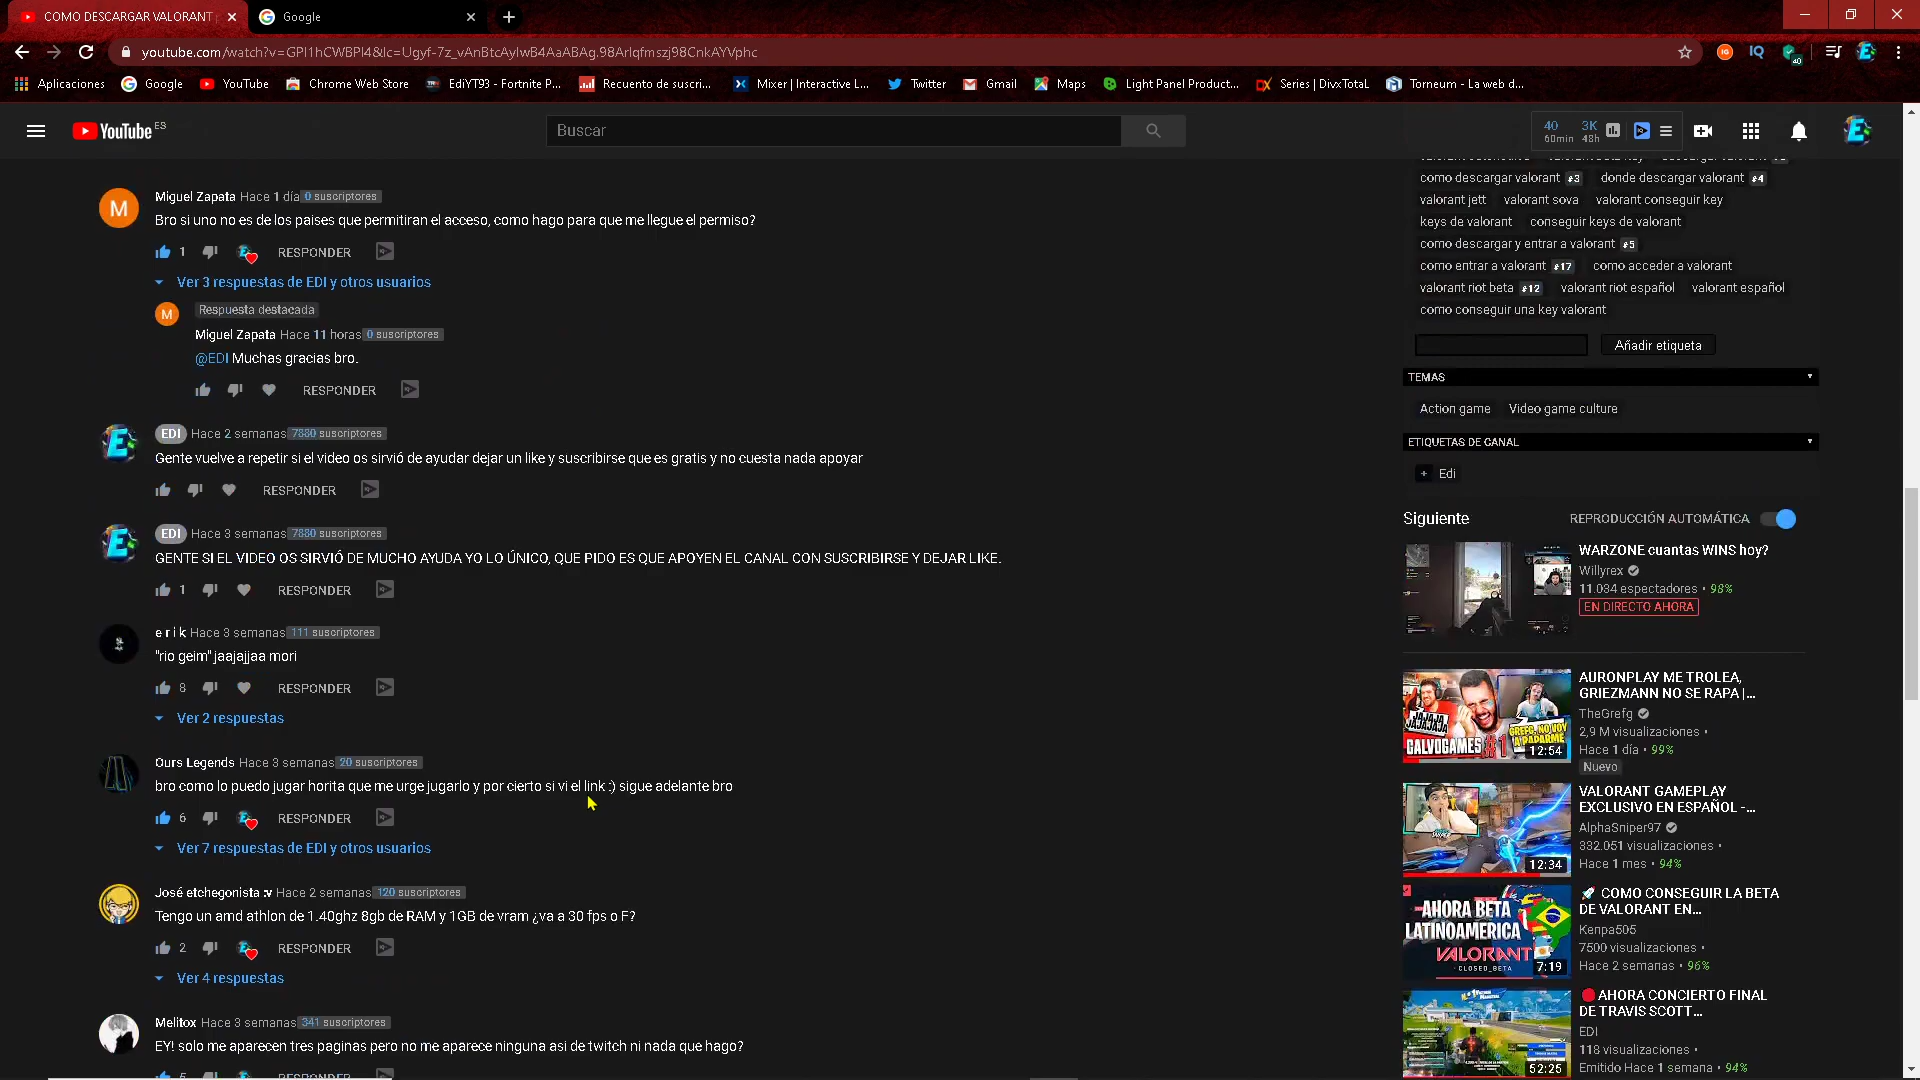 COMO DESCARGAR VALORANT
Google
youtube.com/watch?v=GPI1hCWBPI4&lc=Ugyf-7z_vAnBtcAylwB4AaABAg.98Arlqfmszj98CnkAYVphc
Aplicaciones
Google
YouTube
Chrome Web Store
EdiYT93 - Fortnite P...
Recuento de suscri...
Mixer | Interactive L...
Twitter
Gmail
Maps
Light Panel Product...
Series | DivxTotal
Torneum - La web d...
YouTube ES
Buscar
40 60min
3K 48h
Miguel Zapata Hace 1 día 0 suscriptores
Bro si uno no es de los paises que permitiran el acceso, como hago para que me llegue el permiso?
1 RESPONDER
Ver 3 respuestas de EDI y otros usuarios
Respuesta destacada
Miguel Zapata Hace 11 horas 0 suscriptores
@EDI Muchas gracias bro.
RESPONDER
EDI Hace 2 semanas 7880 suscriptores
Gente vuelve a repetir si el video os sirvió de ayudar dejar un like y suscribirse que es gratis y no cuesta nada apoyar
RESPONDER
EDI Hace 3 semanas 7880 suscriptores
GENTE SI EL VIDEO OS SIRVIÓ DE MUCHO AYUDA YO LO ÚNICO, QUE PIDO ES QUE APOYEN EL CANAL CON SUSCRIBIRSE Y DEJAR LIKE.
1 RESPONDER
e r i k Hace 3 semanas 111 suscriptores
"rio geim" jaajajjaa mori
8 RESPONDER
Ver 2 respuestas
Ours Legends Hace 3 semanas 20 suscriptores
bro como lo puedo jugar horita que me urge jugarlo y por cierto si vi el link :) sigue adelante bro
6 RESPONDER
Ver 7 respuestas de EDI y otros usuarios
José etchegonista :v Hace 2 semanas 120 suscriptores
Tengo un amd athlon de 1.40ghz 8gb de RAM y 1GB de vram ¿va a 30 fps o F?
2 RESPONDER
Ver 4 respuestas
Melitox Hace 3 semanas 341 suscriptores
EY! solo me aparecen tres paginas pero no me aparece ninguna asi de twitch ni nada que hago?
5 RESPONDER
como descargar valorant #3 donde descargar valorant #4
valorant jett valorant sova valorant conseguir key
keys de valorant conseguir keys de valorant
como descargar y entrar a valorant #5
como entrar a valorant #17 como acceder a valorant
valorant riot beta #12 valorant riot español valorant español
como conseguir una key valorant
Añadir etiqueta
TEMAS
Action game Video game culture
ETIQUETAS DE CANAL
+ Edi
Siguiente REPRODUCCIÓN AUTOMÁTICA
WARZONE cuantas WINS hoy?
Willyrex
11.034 espectadores • 98%
EN DIRECTO AHORA
JAJAJAJA
GREFG, NO VOY A RAPARME
CALVOGAMES #1
12:54
AURONPLAY ME TROLEA,
GRIEZMANN NO SE RAPA |...
TheGrefg
2,9 M visualizaciones •
Hace 1 día • 99%
Nuevo
12:34
VALORANT GAMEPLAY
EXCLUSIVO EN ESPAÑOL -...
AlphaSniper97
332.051 visualizaciones •
Hace 1 mes • 94%
AHORA BETA
LATINOAMERICA
VALORANT
CLOSED_BETA
7:19
COMO CONSEGUIR LA BETA
DE VALORANT EN...
Kenpa505
7500 visualizaciones •
Hace 2 semanas • 96%
52:25
AHORA CONCIERTO FINAL
DE TRAVIS SCOTT...
EDI
118 visualizaciones •
Emitido Hace 1 semana • 94%